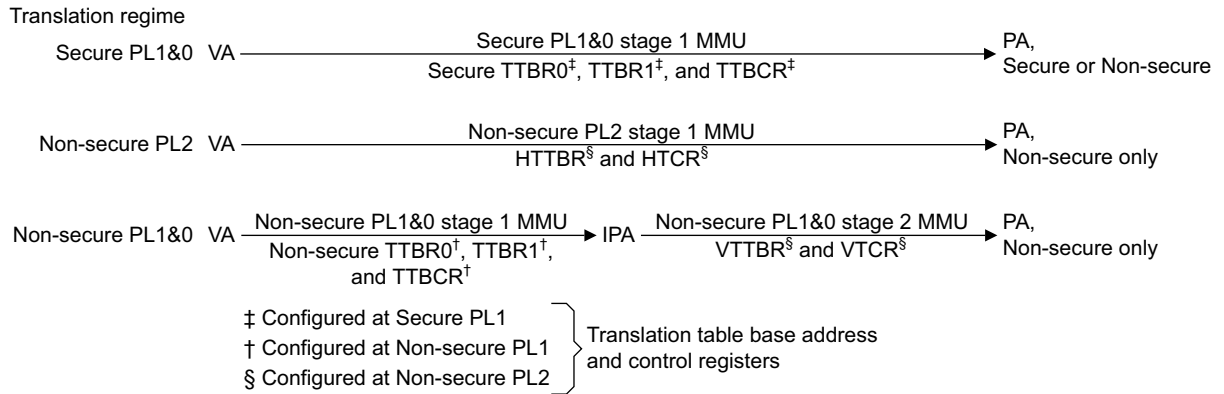 Translation regime
Secure PL1&0 VA Secure PL1&0 stage 1 MMU PA,
Secure TTBR0‡, TTBR1‡, and TTBCR‡ Secure or Non-secure
Non-secure PL2 VA Non-secure PL2 stage 1 MMU PA,
HTTBR§ and HTCR§ Non-secure only
Non-secure PL1&0 VA Non-secure PL1&0 stage 1 MMU IPA Non-secure PL1&0 stage 2 MMU PA,
Non-secure TTBR0†, TTBR1†, VTTBR§ and VTCR§ Non-secure only
and TTBCR†
‡ Configured at Secure PL1
† Configured at Non-secure PL1
§ Configured at Non-secure PL2
Translation table base address
and control registers